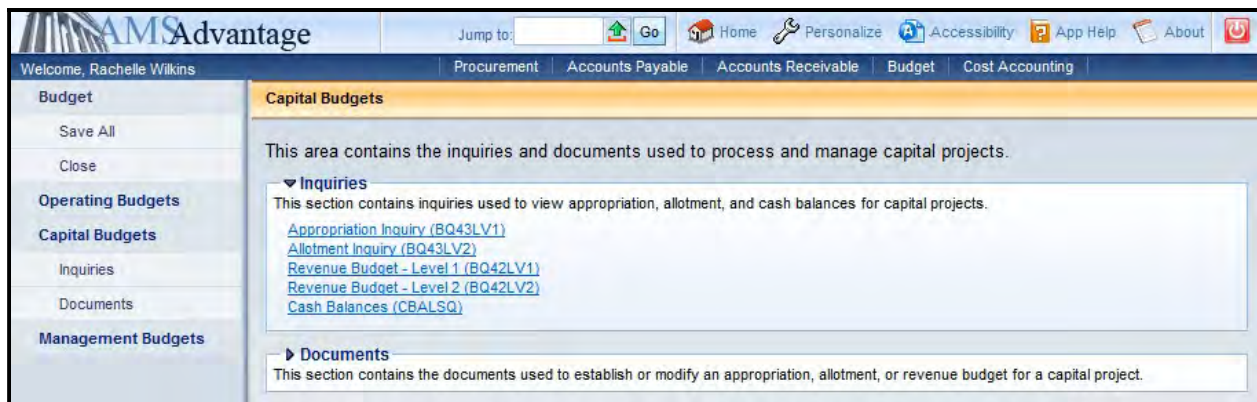 AMSAdvantage
Jump to: Go Home Personalize Accessibility App Help About
Welcome, Rachelle Wilkins
Procurement Accounts Payable Accounts Receivable Budget Cost Accounting
Budget
Save All
Close
Operating Budgets
Capital Budgets
Inquiries
Documents
Management Budgets
Capital Budgets
This area contains the inquiries and documents used to process and manage capital projects.
Inquiries
This section contains inquiries used to view appropriation, allotment, and cash balances for capital projects.
Appropriation Inquiry (BQ43LV1)
Allotment Inquiry (BQ43LV2)
Revenue Budget - Level 1 (BQ42LV1)
Revenue Budget - Level 2 (BQ42LV2)
Cash Balances (CBALSQ)
Documents
This section contains the documents used to establish or modify an appropriation, allotment, or revenue budget for a capital project.